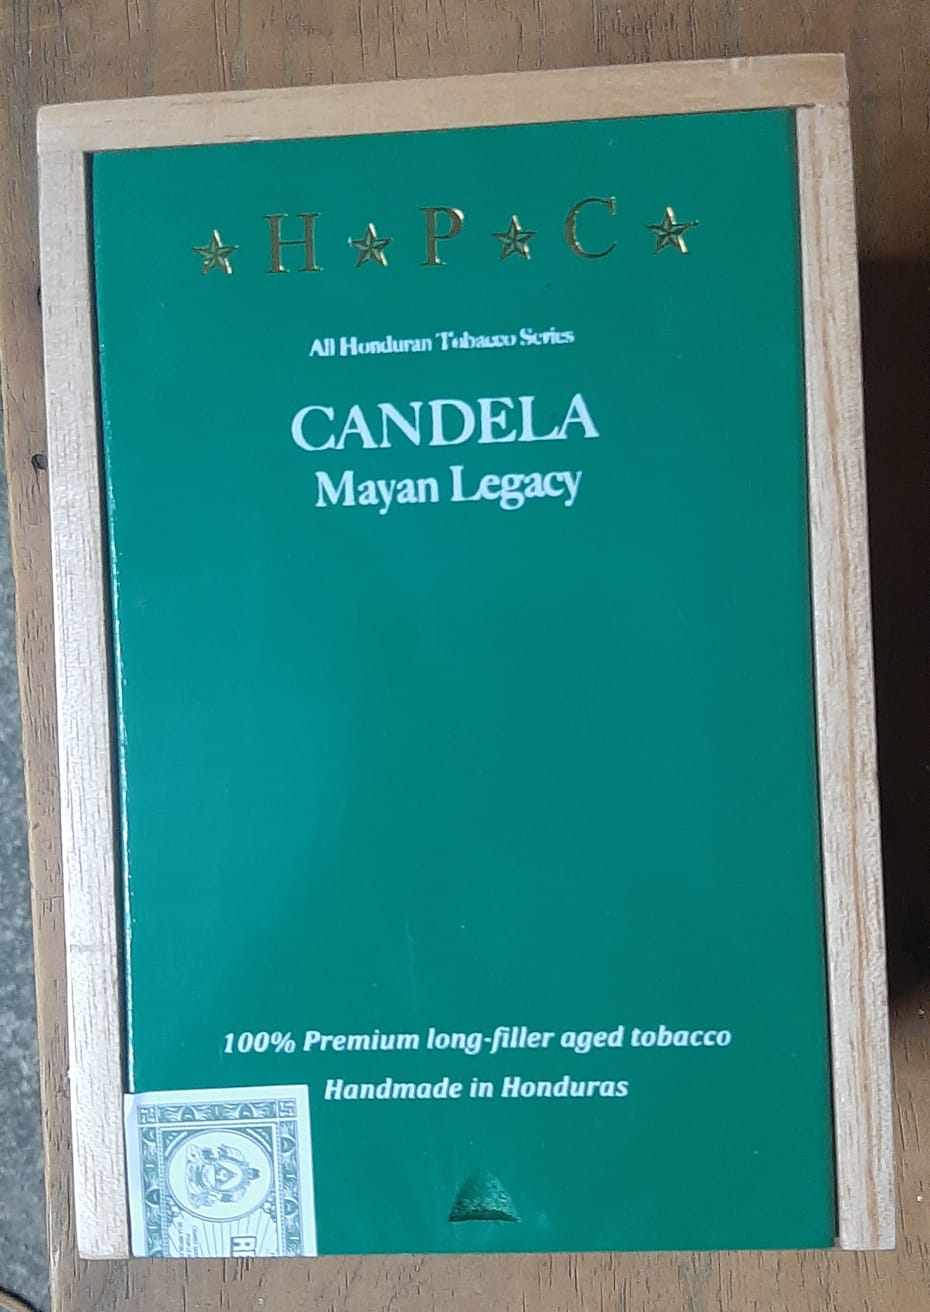 ★ H ★ P ★ C ★
All Honduran Tobacco Series
CANDELA
Mayan Legacy
100% Premium long-filler aged tobacco
Handmade in Honduras